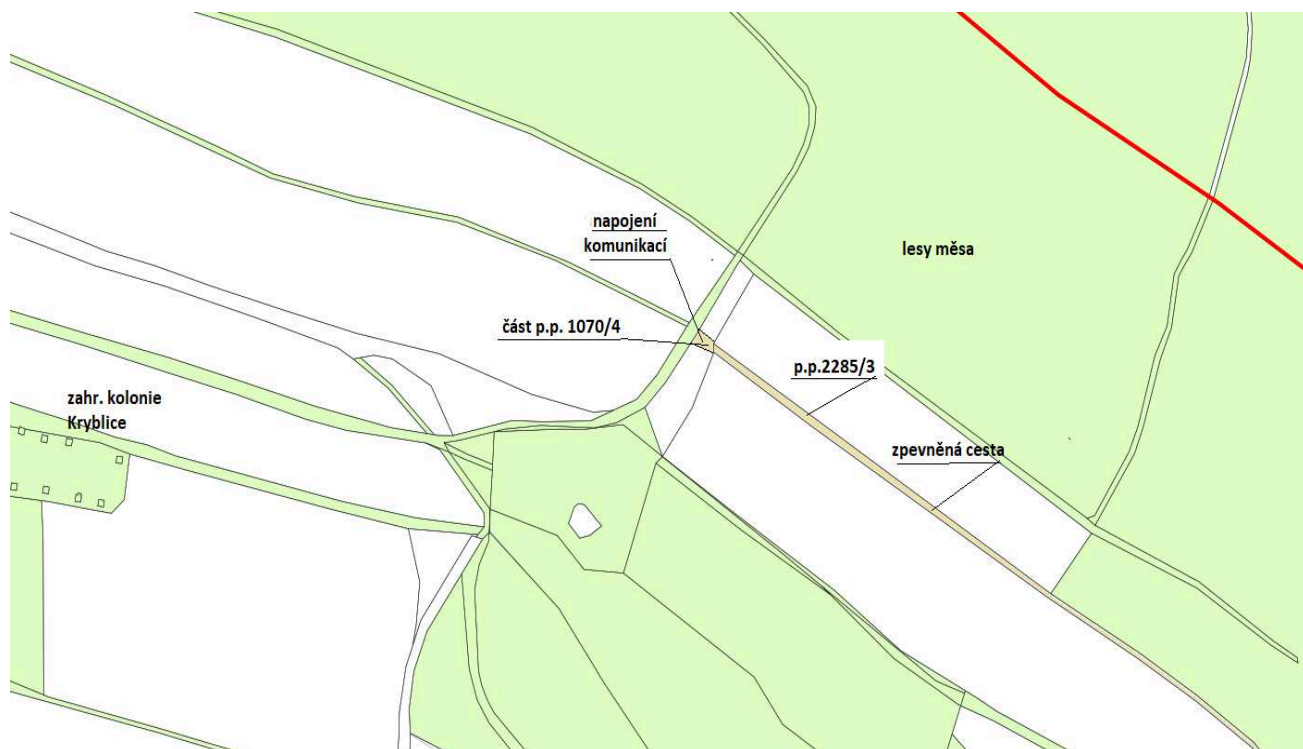 napojení
komunikací
lesy měsa
část p.p. 1070/4
p.p.2285/3
zahr. kolonie
Kryblice
zpevněná cesta